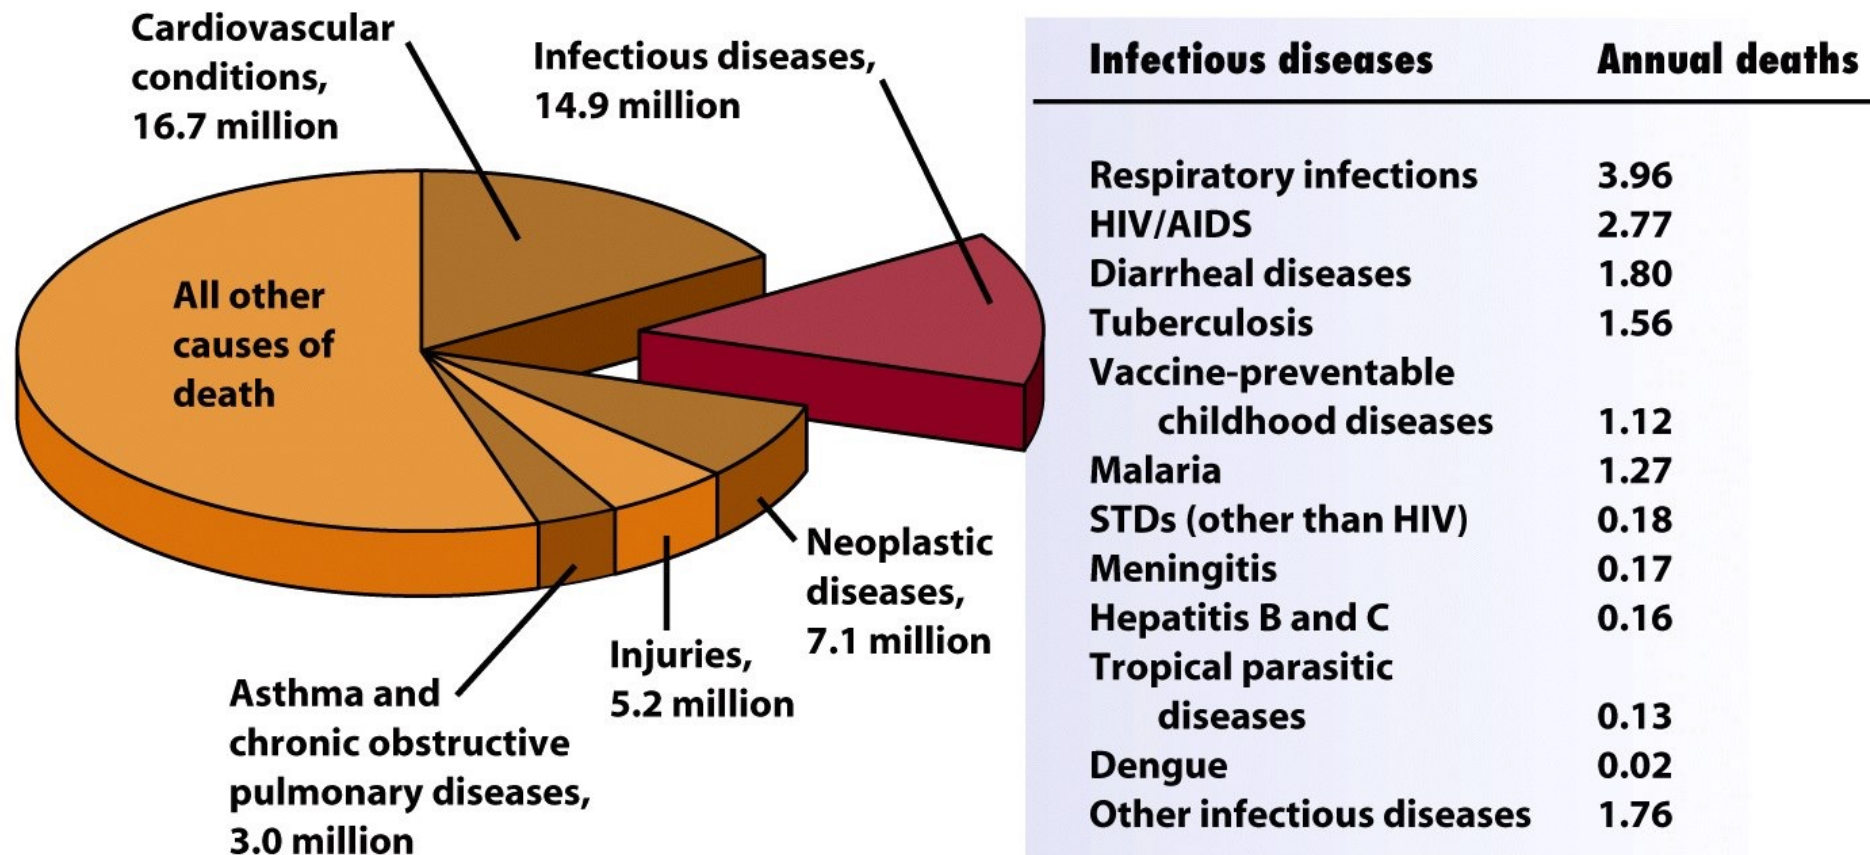 Cardiovascular
conditions,
16.7 million
Infectious diseases,
14.9 million
All other
causes of
death
Neoplastic
diseases,
7.1 million
Injuries,
5.2 million
Asthma and
chronic obstructive
pulmonary diseases,
3.0 million
Infectious diseases Annual deaths
Respiratory infections 3.96
HIV/AIDS 2.77
Diarrheal diseases 1.80
Tuberculosis 1.56
Vaccine-preventable
childhood diseases 1.12
Malaria 1.27
STDs (other than HIV) 0.18
Meningitis 0.17
Hepatitis B and C 0.16
Tropical parasitic
diseases 0.13
Dengue 0.02
Other infectious diseases 1.76